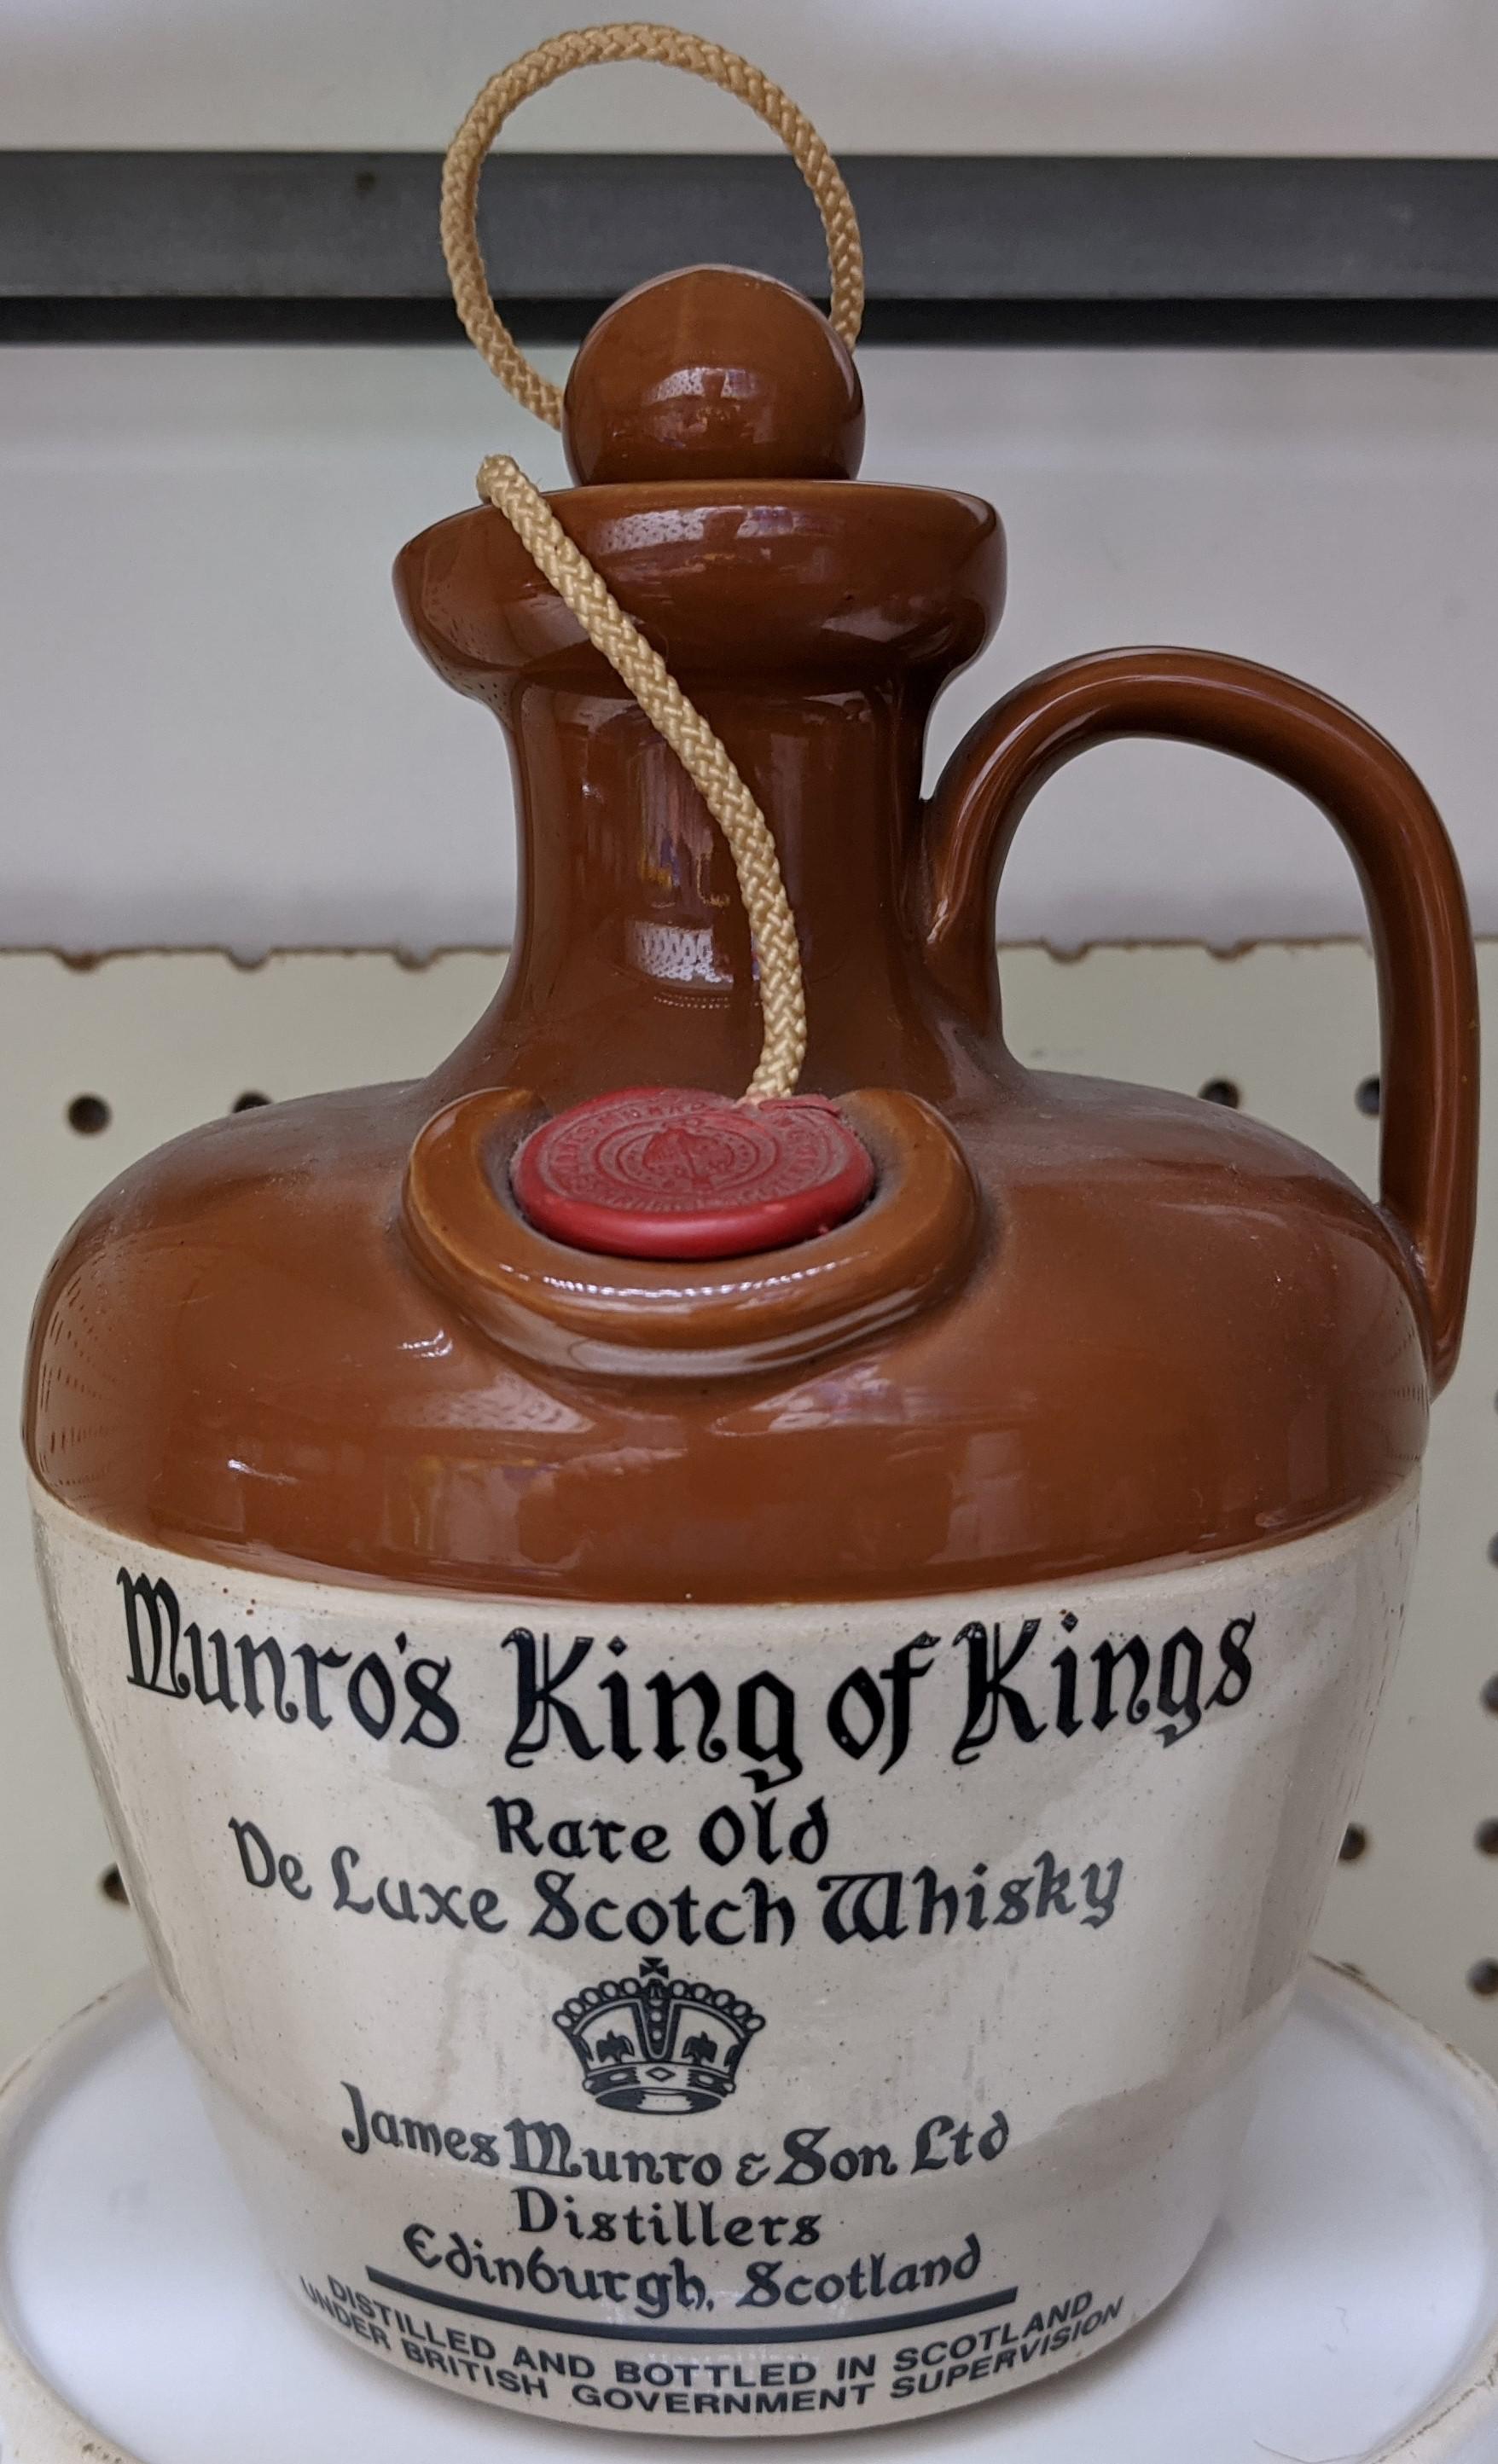 Munro's King of Kings
Rare Old
De Luxe Scotch Whisky
James Munro & Son Ltd
Distillers
Edinburgh, Scotland
DISTILLED AND BOTTLED IN SCOTLAND
UNDER BRITISH GOVERNMENT SUPERVISION